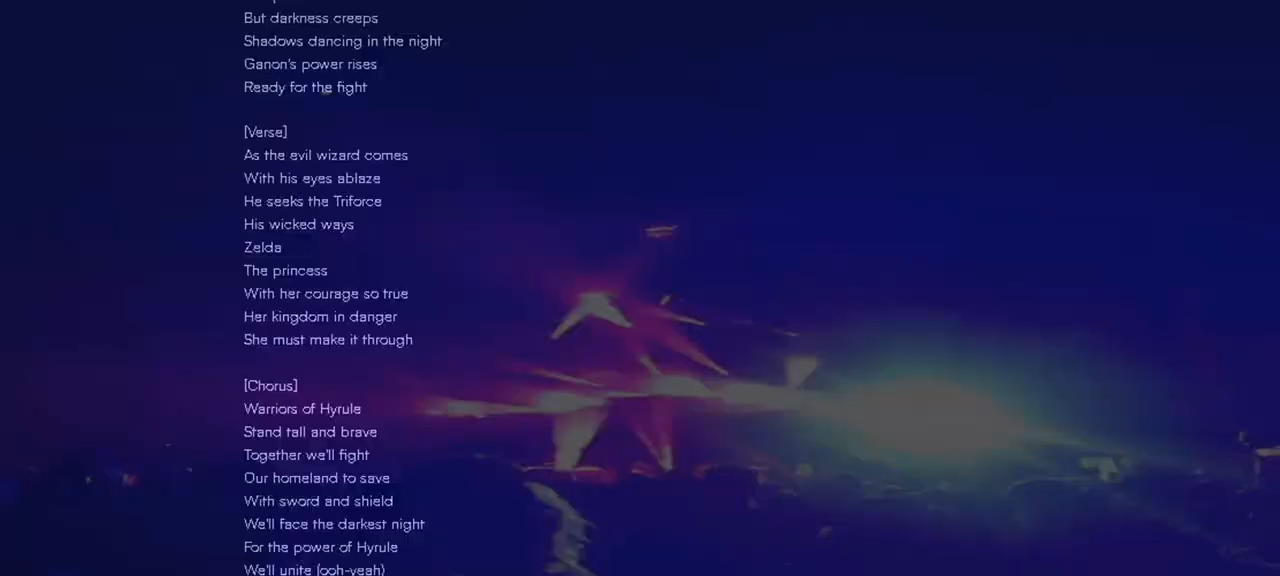 But darkness creeps
Shadows dancing in the night
Ganon's power rises
Ready for the fight
[Verse]
As the evil wizard comes
With his eyes ablaze
He seeks the Triforce
His wicked ways
Zelda
The princess
With her courage so true
Her kingdom in danger
She must make it through
[Chorus]
Warriors of Hyrule
Stand tall and brave
Together we'll fight
Our homeland to save
With sword and shield
We'll face the darkest night
For the power of Hyrule
We'll unite (ooh-yeah)